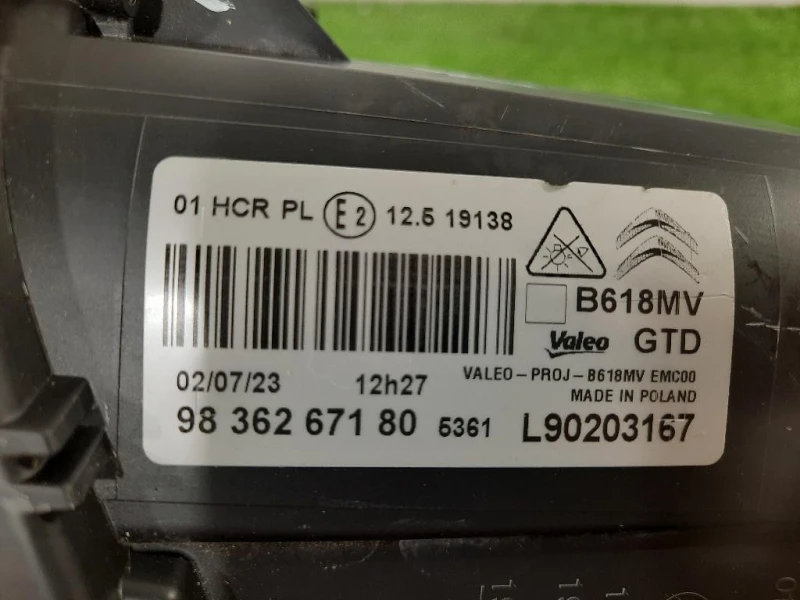 01 HCR PL E2 12.5 19138
B618MV
Valeo GTD
02/07/23 12h27 VALEO-PROJ-B618MV EMC00
MADE IN POLAND
98 362 671 80 5361 L90203167